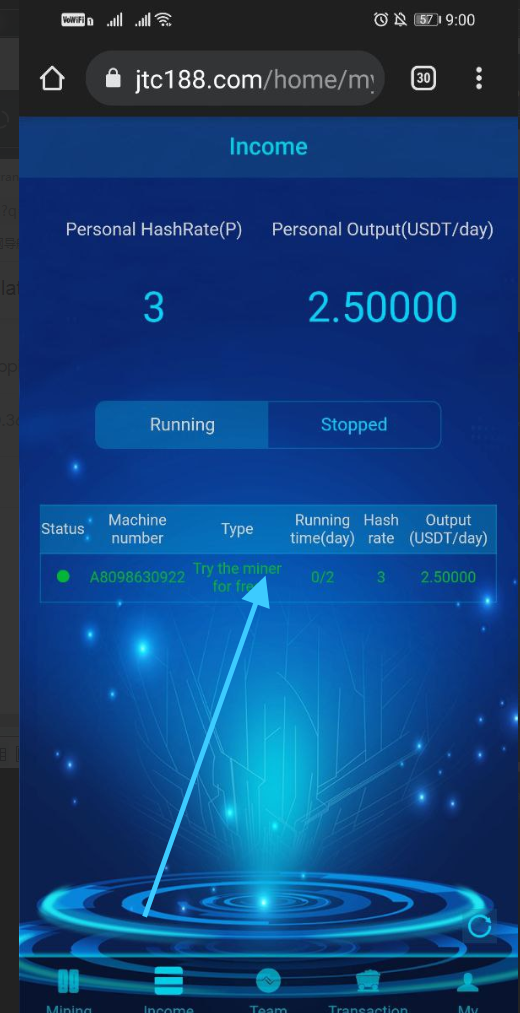 VoWiFi
57 9:00
jtc188.com/home/my
30
Income
Personal HashRate(P) Personal Output(USDT/day)
3 2.50000
Running Stopped
Status Machine number Type Running time(day) Hash rate Output (USDT/day)
A8098630922 Try the miner for free 0/2 3 2.50000
Mining Income Team Transaction My